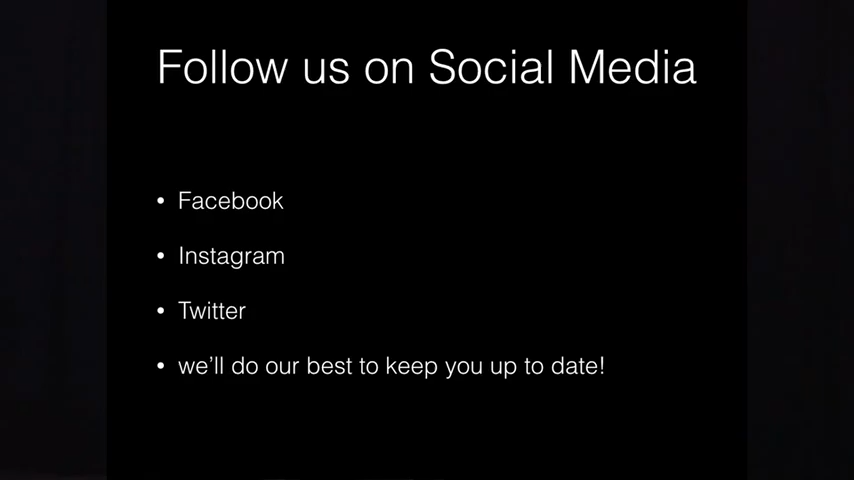 Follow us on Social Media
• Facebook
• Instagram
• Twitter
• we'll do our best to keep you up to date!